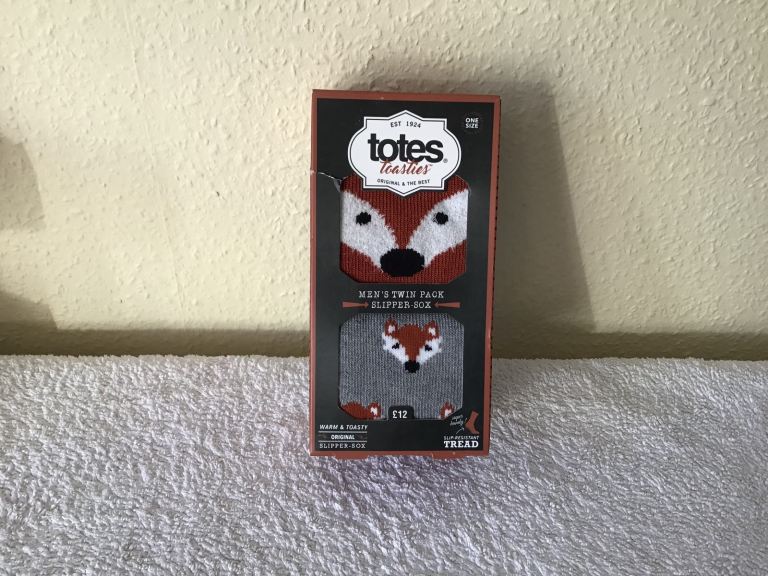 EST 1924
totes®
toasties™
ORIGINAL & THE BEST
ONE
SIZE
MEN'S TWIN PACK
SLIPPER-SOX
£12
WARM & TOASTY
ORIGINAL
SLIPPER-SOX
SLIP-RESISTANT
TREAD